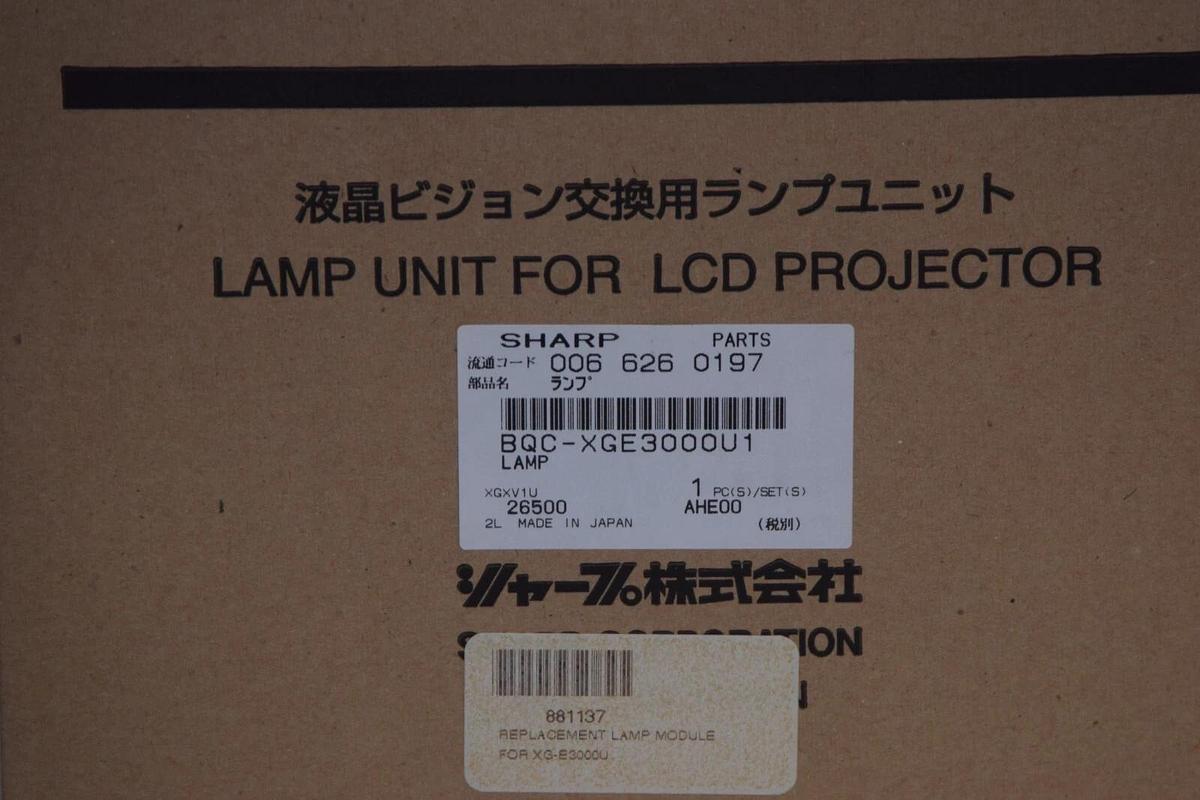 液晶ビジョン交換用ランプユニット
LAMP UNIT FOR LCD PROJECTOR
SHARP PARTS
流通コード 006 626 0197
部品名 ランプ
BQC-XGE3000U1
LAMP
XGXV1U 1 PC(S)/SET(S)
26500 AHE00
2L MADE IN JAPAN (税別)
シャープ株式会社
881137
REPLACEMENT LAMP MODULE
FOR XG-E3000U